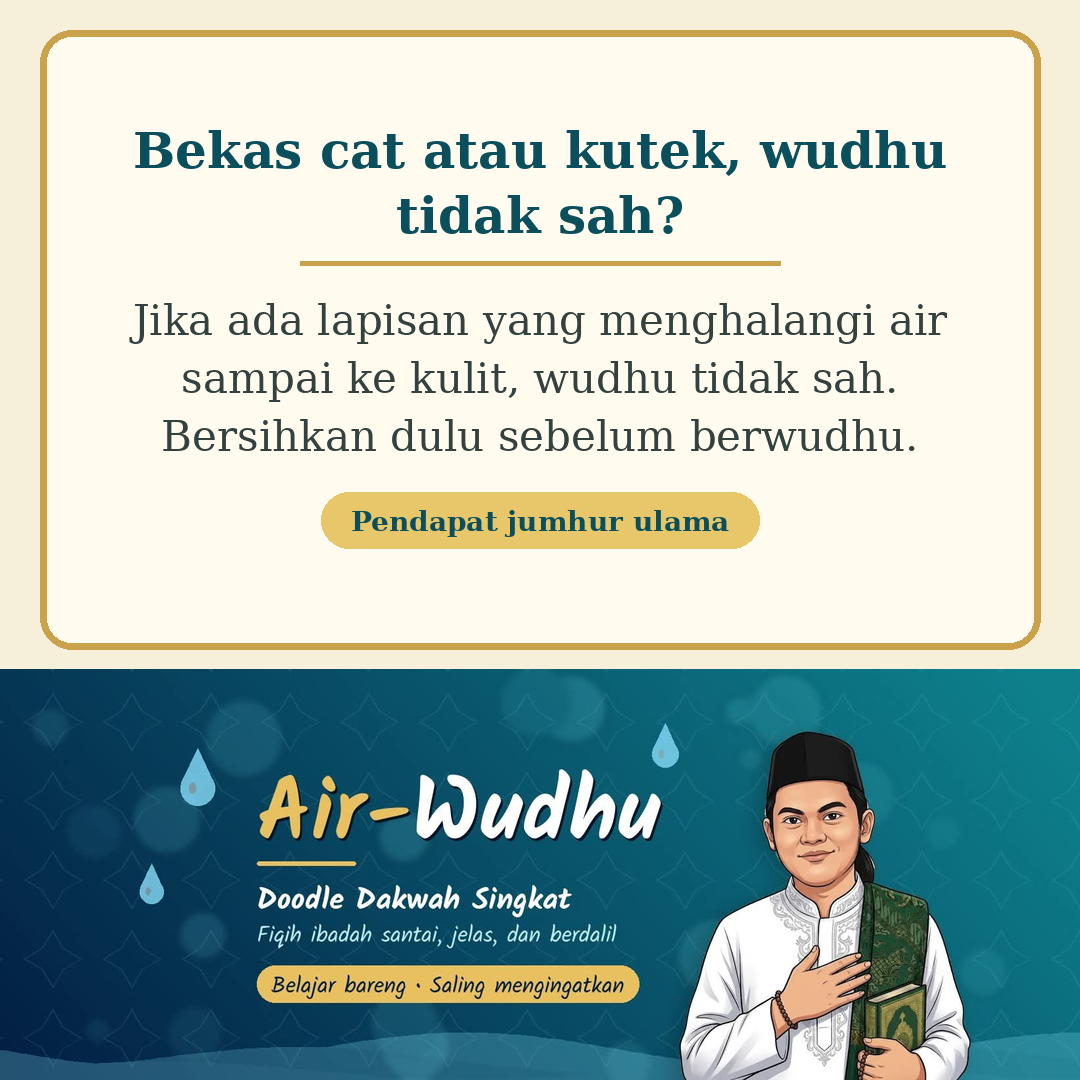 Bekas cat atau kutek, wudhu
tidak sah?
Jika ada lapisan yang menghalangi air
sampai ke kulit, wudhu tidak sah.
Bersihkan dulu sebelum berwudhu.
Pendapat jumhur ulama
Air-Wudhu
Doodle Dakwah Singkat
Fiqih ibadah santai, jelas, dan berdalil
Belajar bareng · Saling mengingatkan